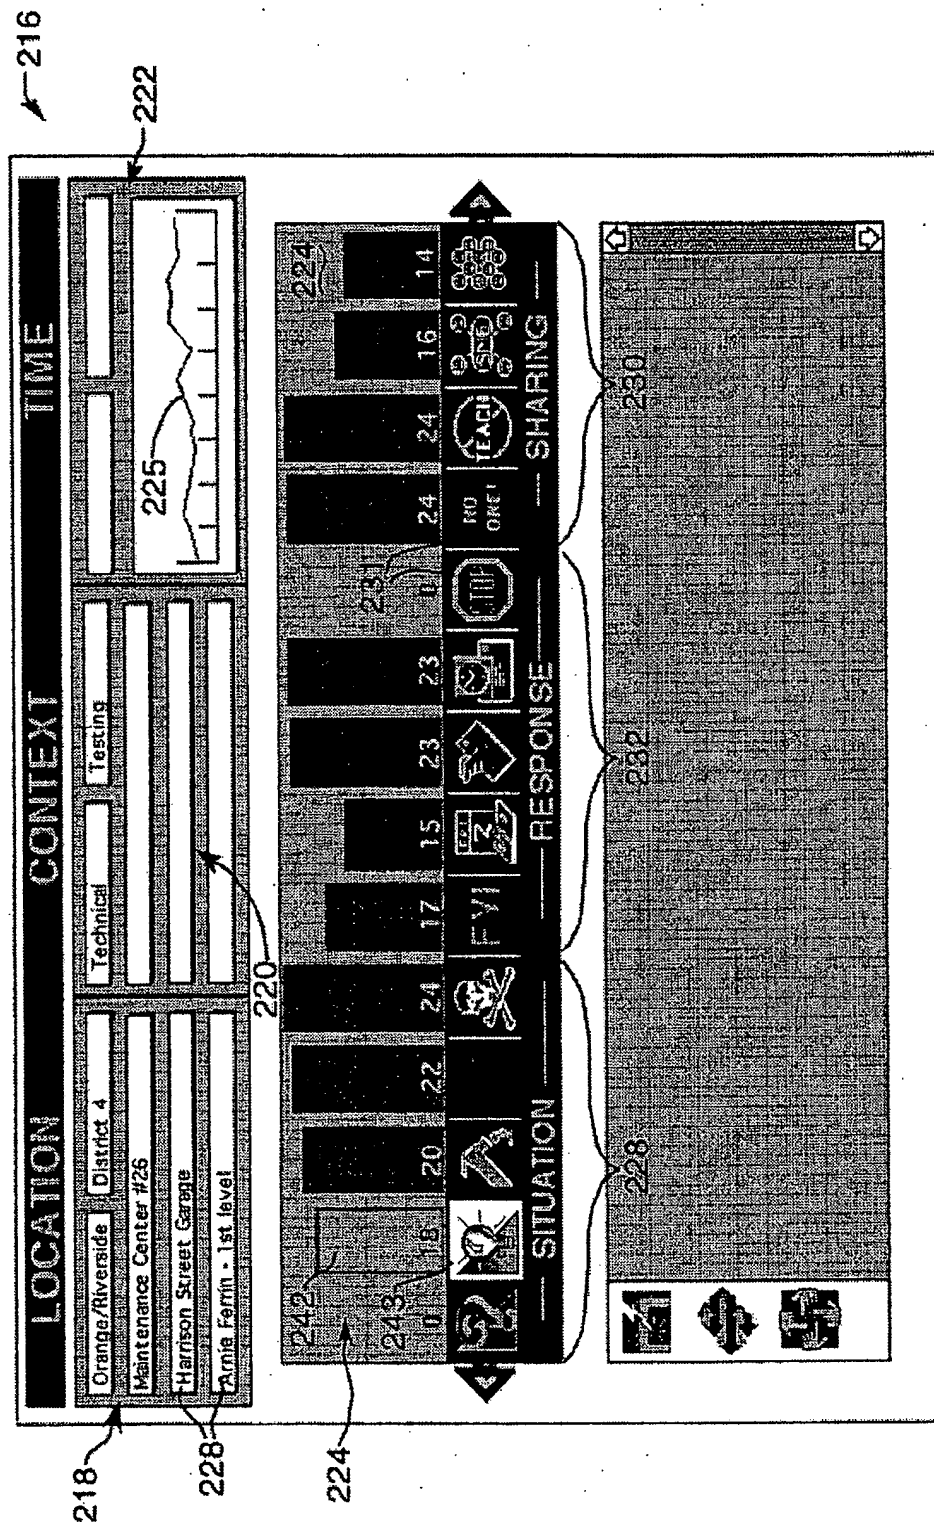 216
LOCATION CONTEXT TIME
222
Orange/Riverside District 4 Technical Testing
Maintenance Center #26
Harrison Street Garage
Arnie Ferrin - 1st level
218
228
220
225
224
242
243
231
224
0 18 20 22 24 17 15 23 23 0 24 24 16 14
FYI
STOP
NO
ONE!
TEACH
SITUATION RESPONSE SHARING
228 232 230